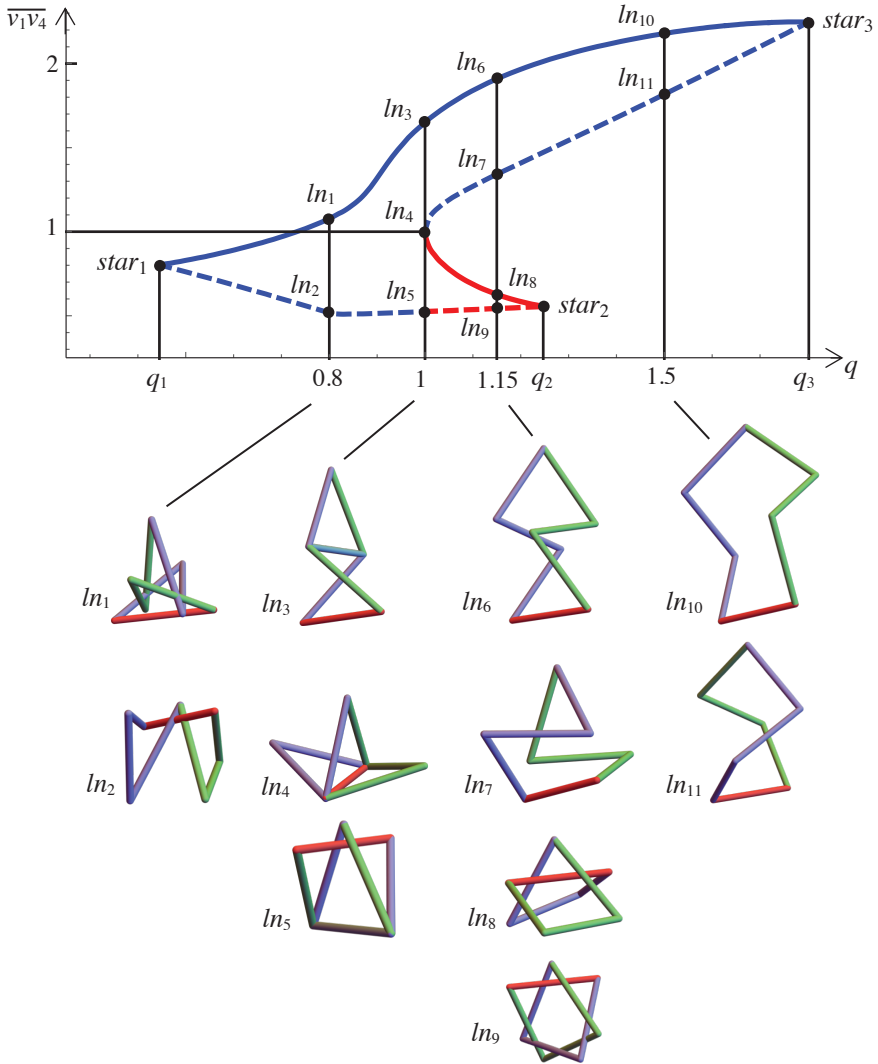 v₁v₄
2
1
star₁
ln₁
ln₂
ln₃
ln₄
ln₅
ln₆
ln₇
ln₈
ln₉
star₂
ln₁₀
ln₁₁
star₃
q₁ 0.8 1 1.15 q₂ 1.5 q₃ q
ln₁ ln₃ ln₆ ln₁₀
ln₂ ln₄ ln₇ ln₁₁
ln₅ ln₈
ln₉